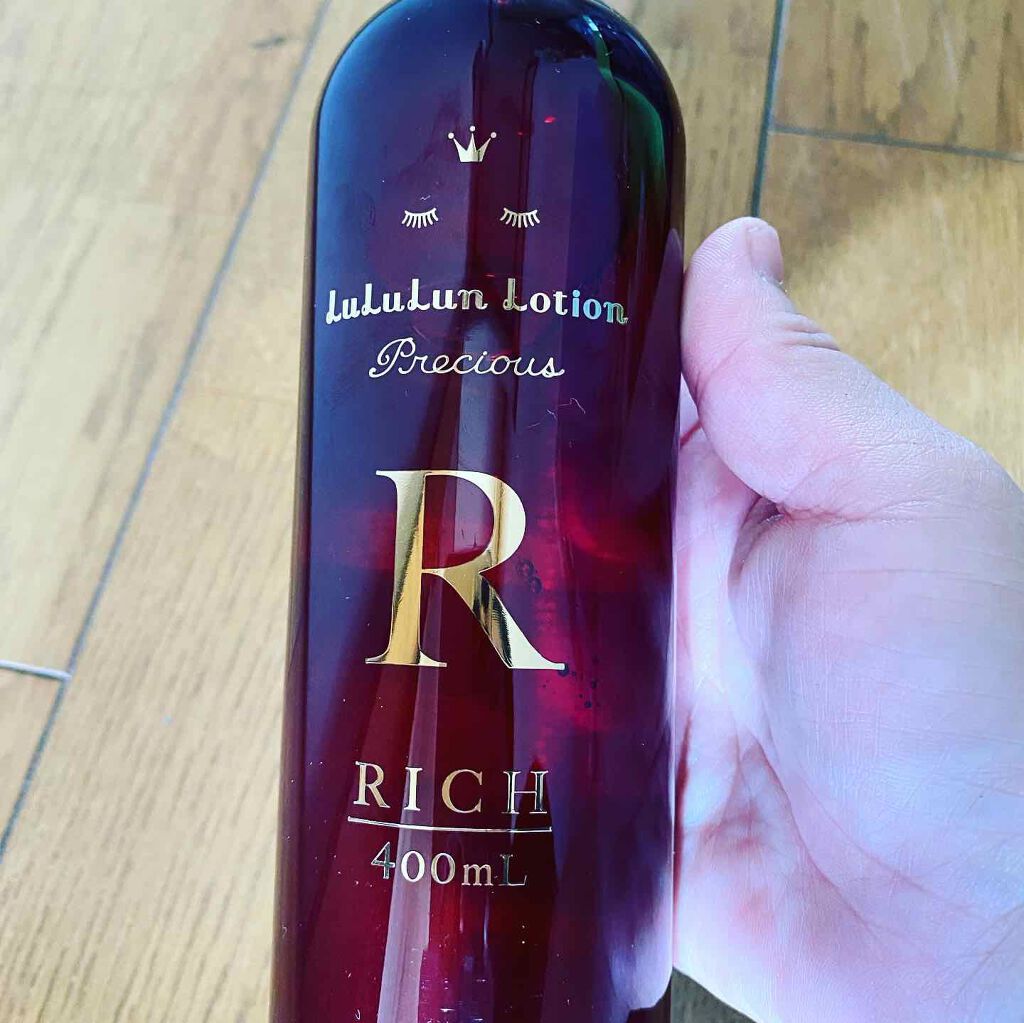 LuLuLun Lotion
Precious
R
RICH
400mL